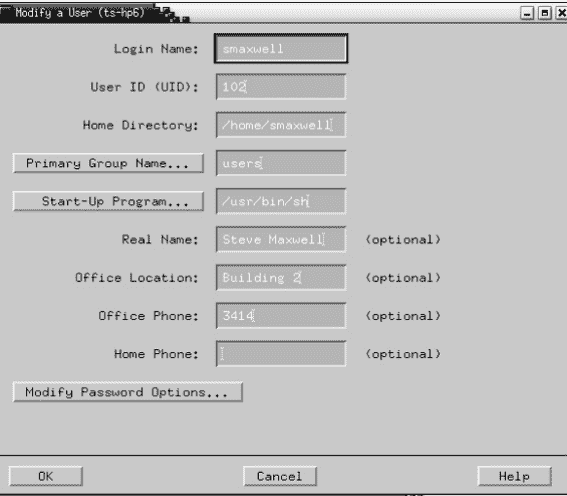 Modify a User (ts-hp6)
Login Name: smaxwell
User ID (UID): 102
Home Directory: /home/smaxwell
Primary Group Name... users
Start-Up Program... /usr/bin/sh
Real Name: Steve Maxwell (optional)
Office Location: Building 2 (optional)
Office Phone: 3414 (optional)
Home Phone: (optional)
Modify Password Options...
OK Cancel Help